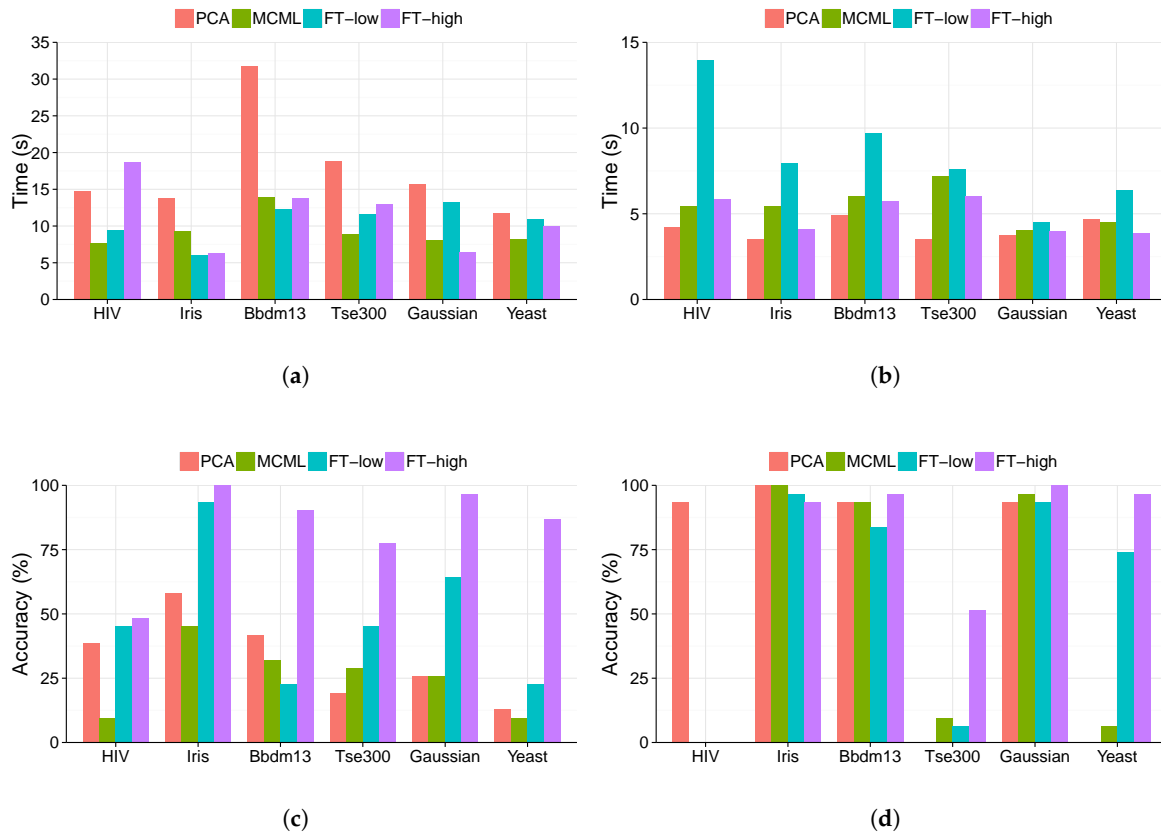 PCA MCML FT-low FT-high
35
30
25
20
15
10
5
0
Time (s)
HIV Iris Bbdm13 Tse300 Gaussian Yeast
(a)
PCA MCML FT-low FT-high
15
10
5
0
Time (s)
HIV Iris Bbdm13 Tse300 Gaussian Yeast
(b)
PCA MCML FT-low FT-high
100
75
50
25
0
Accuracy (%)
HIV Iris Bbdm13 Tse300 Gaussian Yeast
(c)
PCA MCML FT-low FT-high
100
75
50
25
0
Accuracy (%)
HIV Iris Bbdm13 Tse300 Gaussian Yeast
(d)